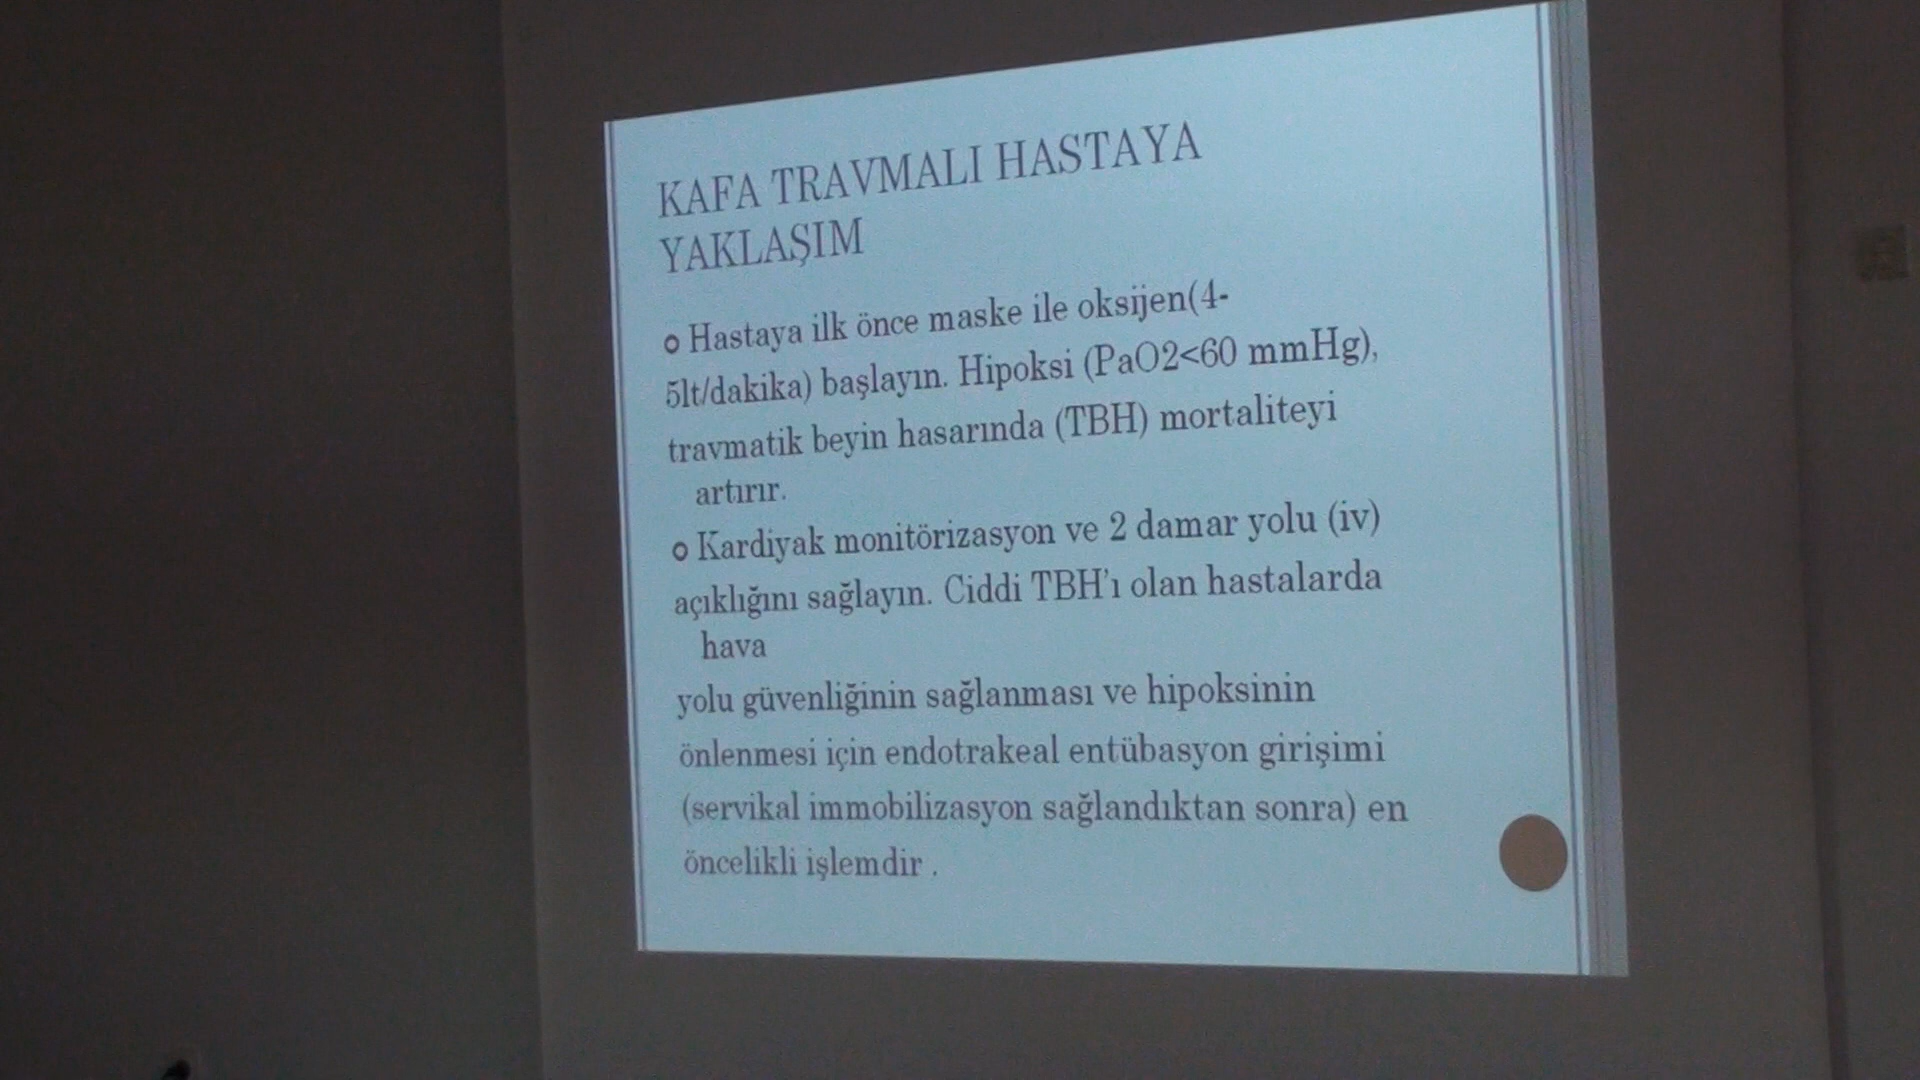 KAFA TRAVMALI HASTAYA
YAKLAŞIM
Hastaya ilk önce maske ile oksijen(4-
5lt/dakika) başlayın. Hipoksi (PaO2<60 mmHg),
travmatik beyin hasarında (TBH) mortaliteyi
artırır.
Kardiyak monitörizasyon ve 2 damar yolu (iv)
açıklığını sağlayın. Ciddi TBH'ı olan hastalarda
hava
yolu güvenliğinin sağlanması ve hipoksinin
önlenmesi için endotrakeal entübasyon girişimi
(servikal immobilizasyon sağlandıktan sonra) en
öncelikli işlemdir .